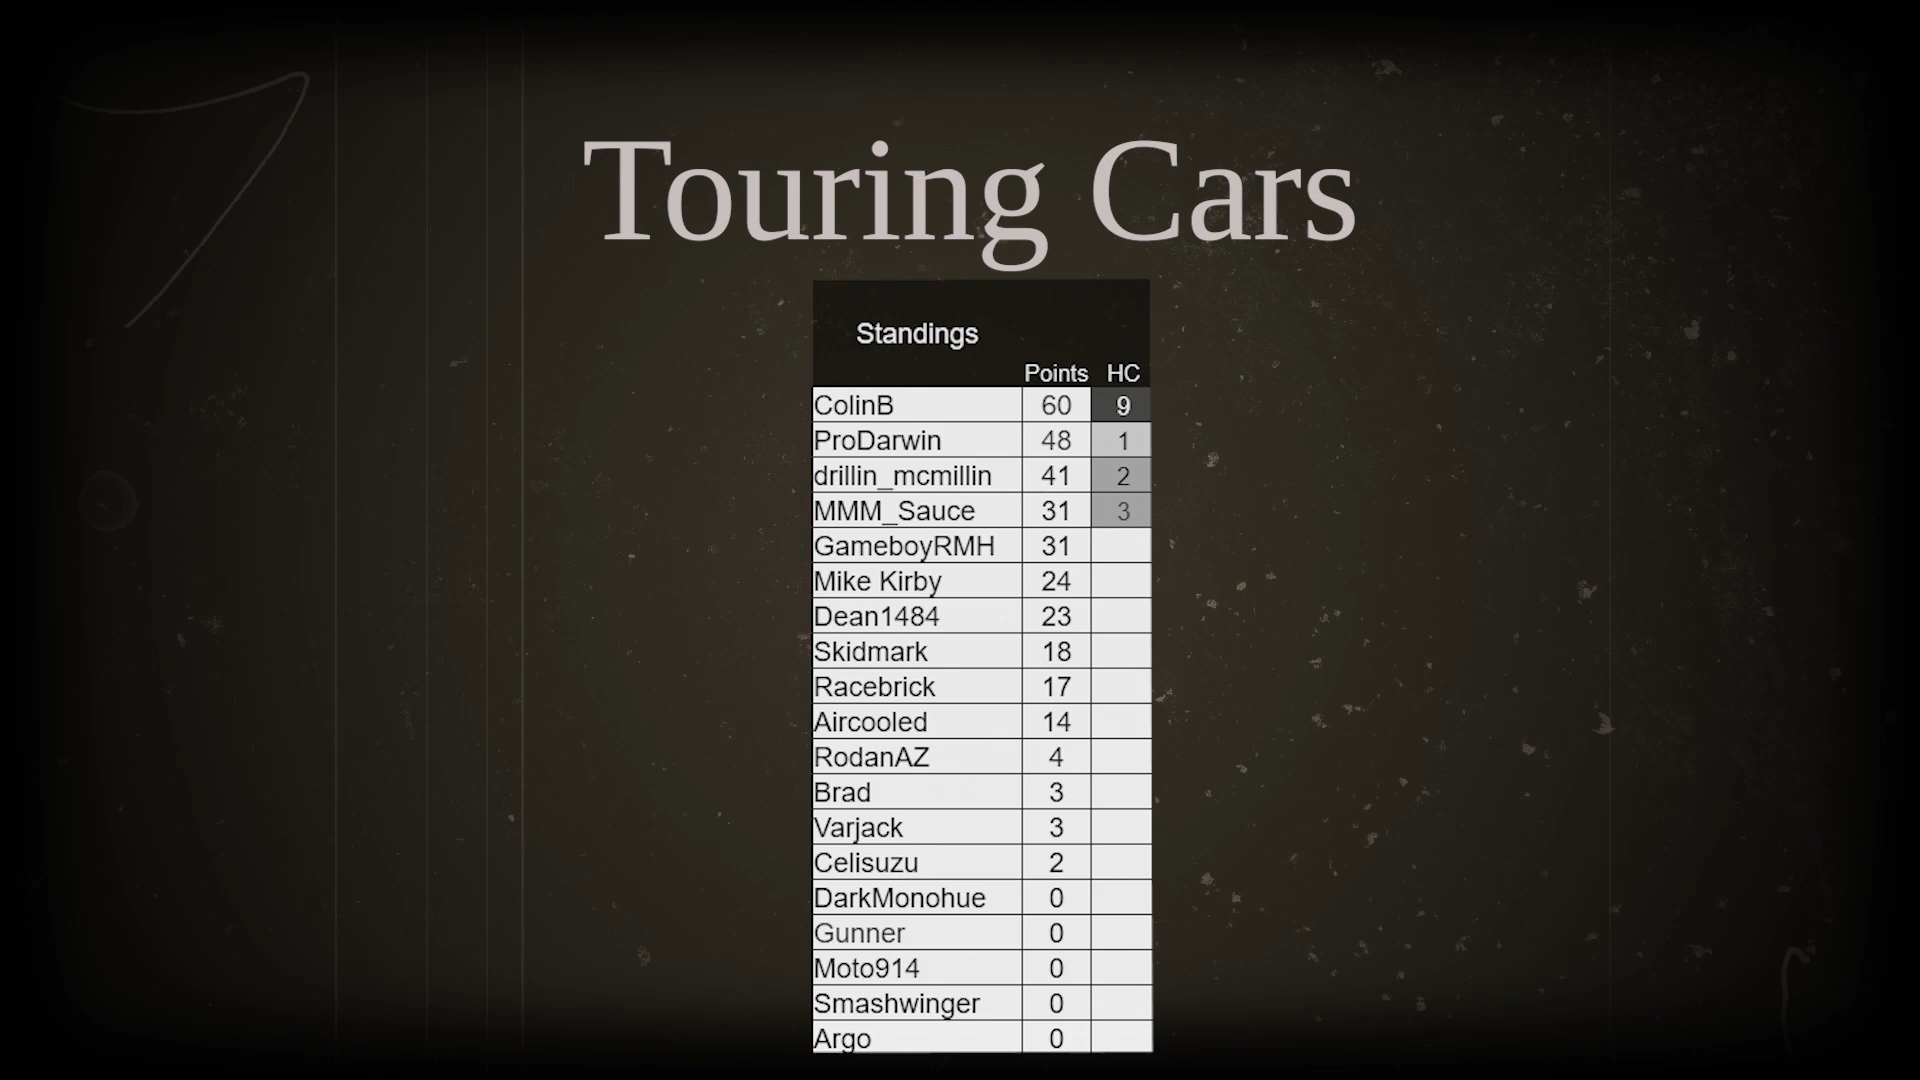 Touring Cars
Standings
Points HC
ColinB 60 9
ProDarwin 48 1
drillin_mcmillin 41 2
MMM_Sauce 31 3
GameboyRMH 31
Mike Kirby 24
Dean1484 23
Skidmark 18
Racebrick 17
Aircooled 14
RodanAZ 4
Brad 3
Varjack 3
Celisuzu 2
DarkMonohue 0
Gunner 0
Moto914 0
Smashwinger 0
Argo 0